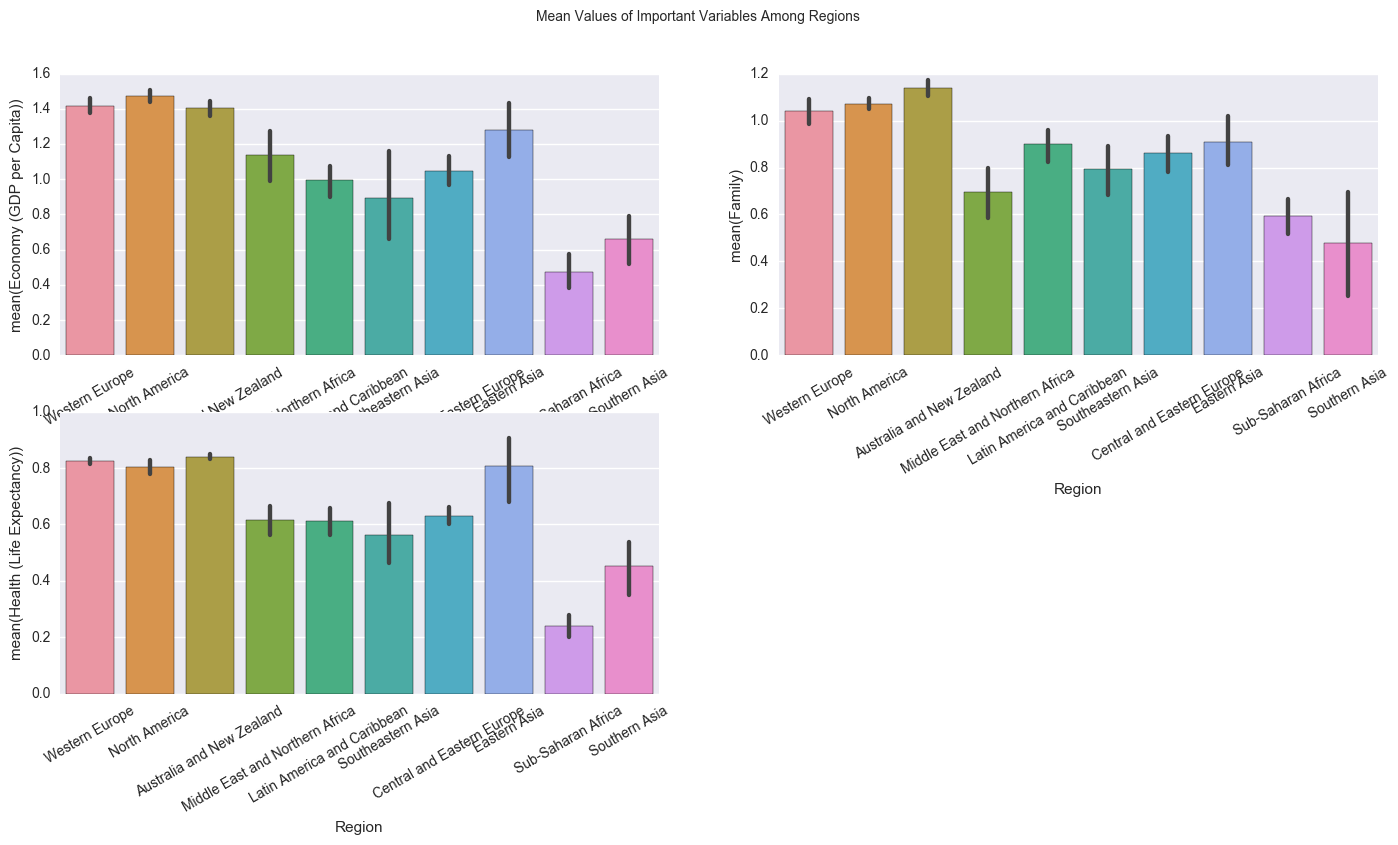 Mean Values of Important Variables Among Regions
mean(Economy (GDP per Capita))
1.6
1.4
1.2
1.0
0.8
0.6
0.4
0.2
0.0
Western Europe
North America
New Zealand
Northern Africa
and Caribbean
Eastern Europe
Eastern Asia
Saharan Africa
Southern Asia
mean(Family)
1.2
1.0
0.8
0.6
0.4
0.2
0.0
Western Europe
North America
Australia and New Zealand
Middle East and Northern Africa
Latin America and Caribbean
Southeastern Asia
Central and Eastern Europe
Eastern Asia
Sub-Saharan Africa
Southern Asia
Region
mean(Health (Life Expectancy))
1.0
0.8
0.6
0.4
0.2
0.0
Western Europe
North America
Australia and New Zealand
Middle East and Northern Africa
Latin America and Caribbean
Southeastern Asia
Central and Eastern Europe
Eastern Asia
Sub-Saharan Africa
Southern Asia
Region